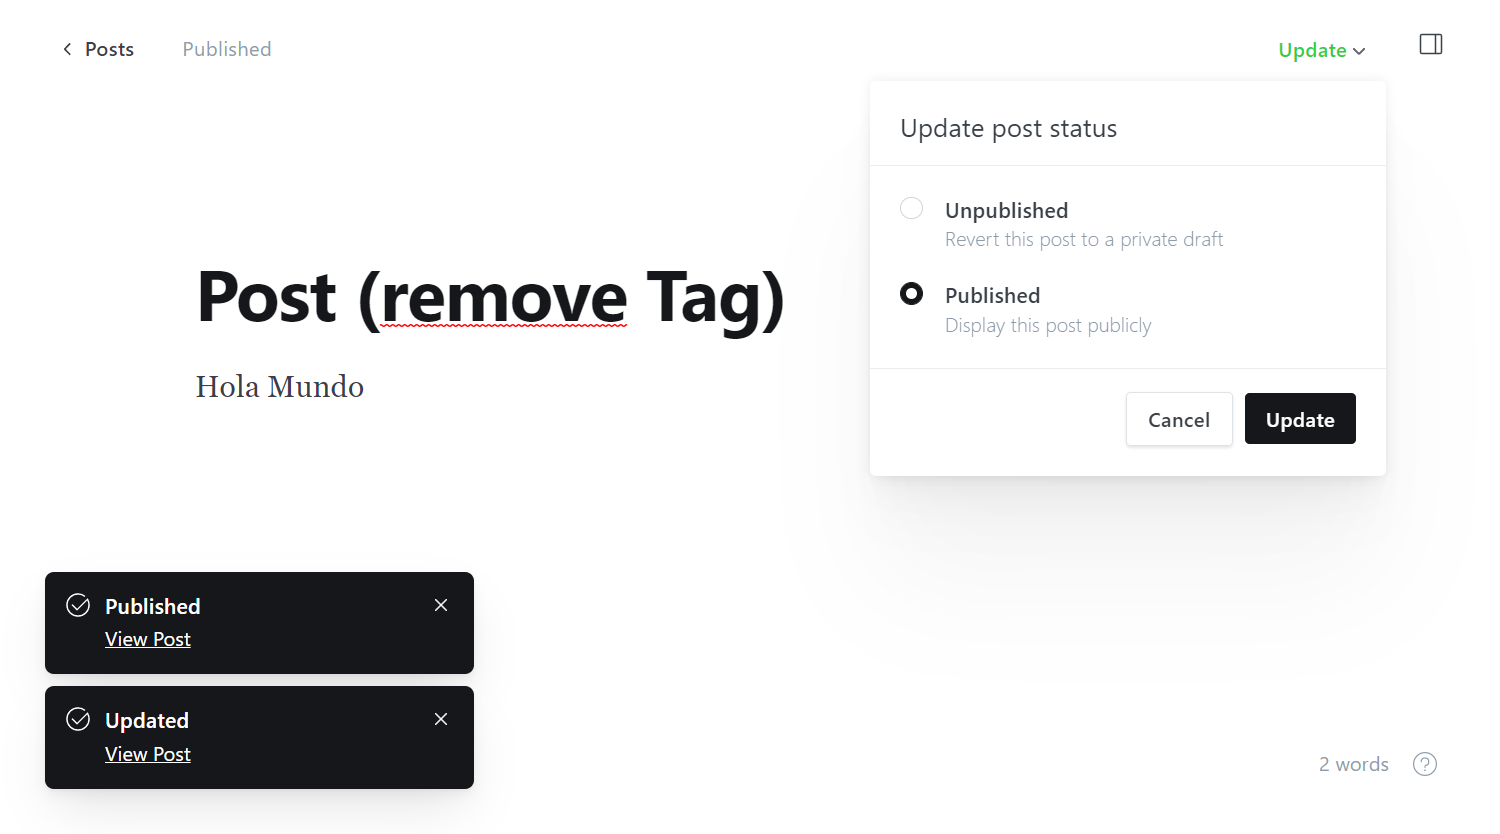 Posts
Published
Update
Update post status
Unpublished
Revert this post to a private draft
Published
Display this post publicly
Cancel
Update
Post (remove Tag)
Hola Mundo
Published
View Post
Updated
View Post
2 words
?